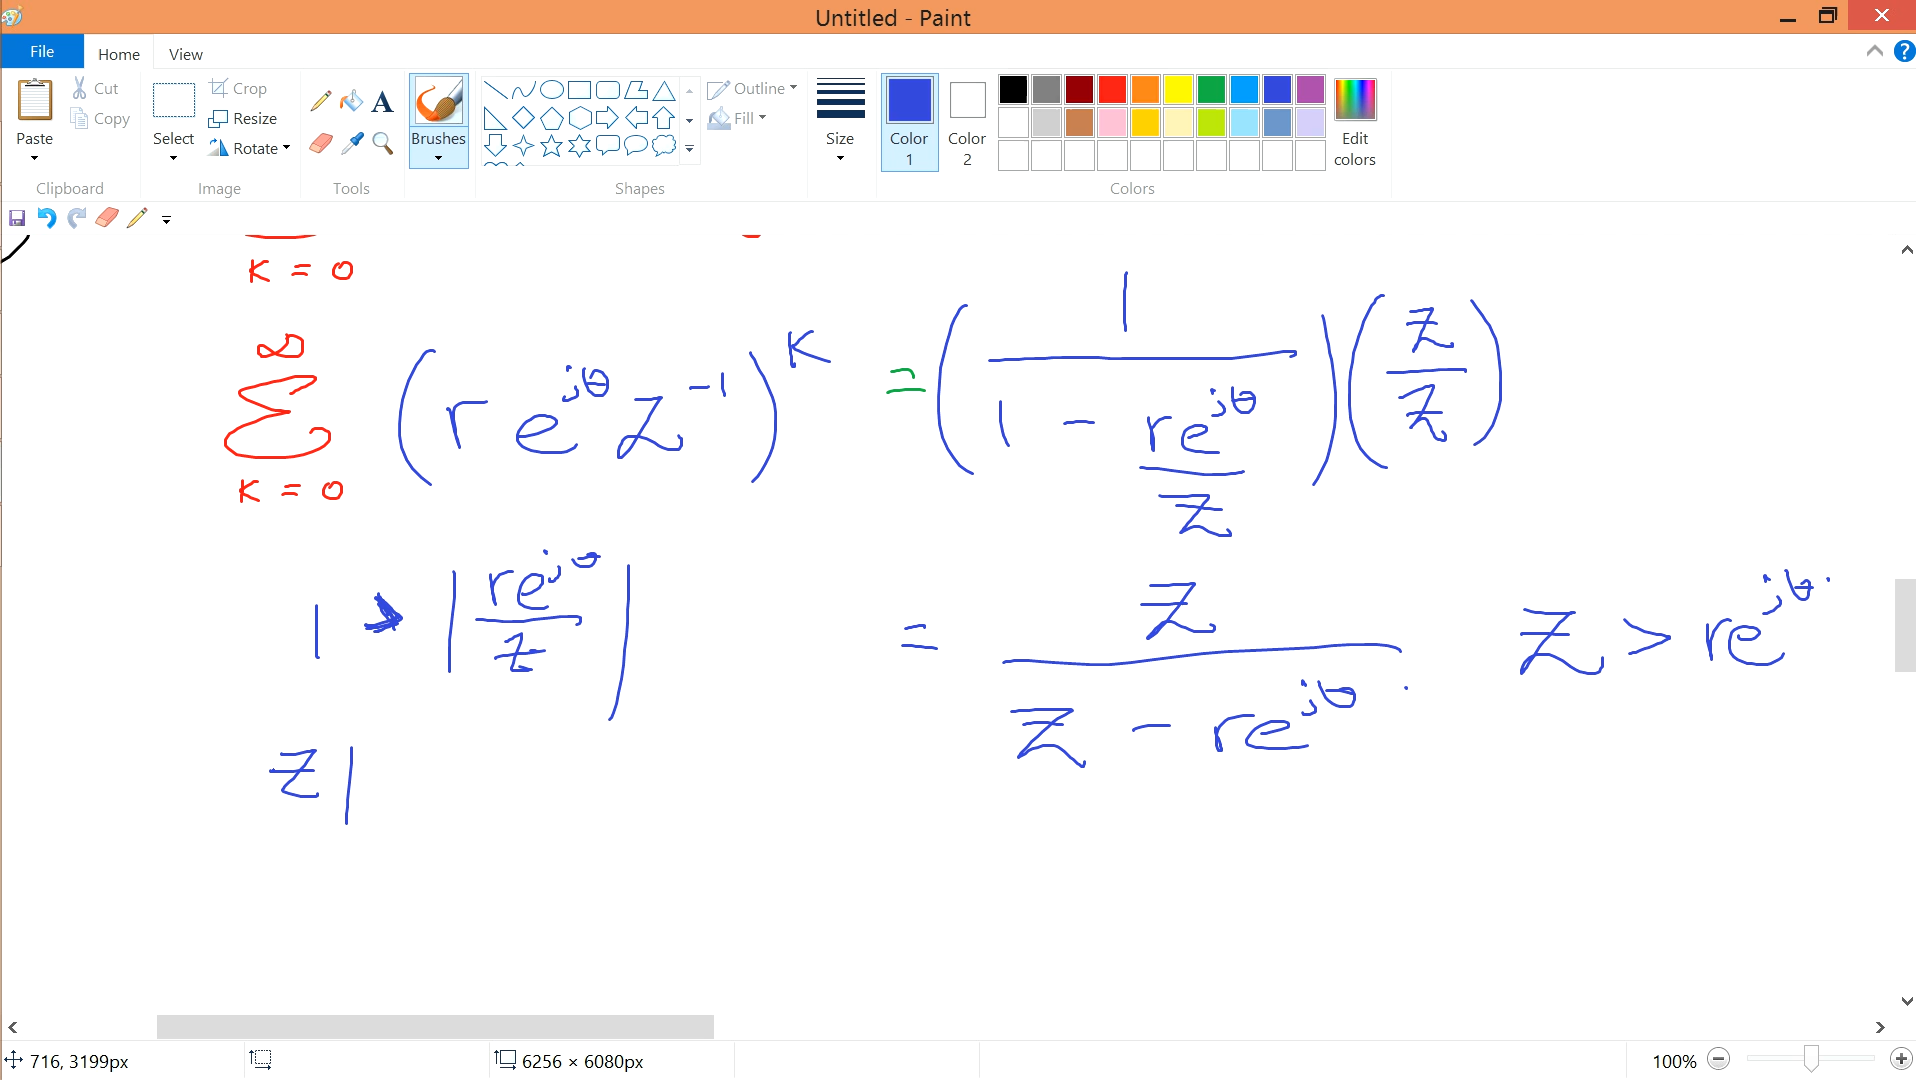 Untitled - Paint
File Home View
Paste Cut Copy Select Crop Resize Rotate A Brushes Outline Fill Size Color 1 Color 2 Edit colors
Clipboard Image Tools Shapes Colors
K = 0
∞ Σ K = 0 (r e^{jθ} Z^{-1})^K = (1 / (1 - re^{jθ}/Z)) (Z/Z)
1 > |re^{jθ}/Z| = Z / (Z - re^{jθ}) Z > re^{jθ}
Z |
716, 3199px 6256 × 6080px 100%